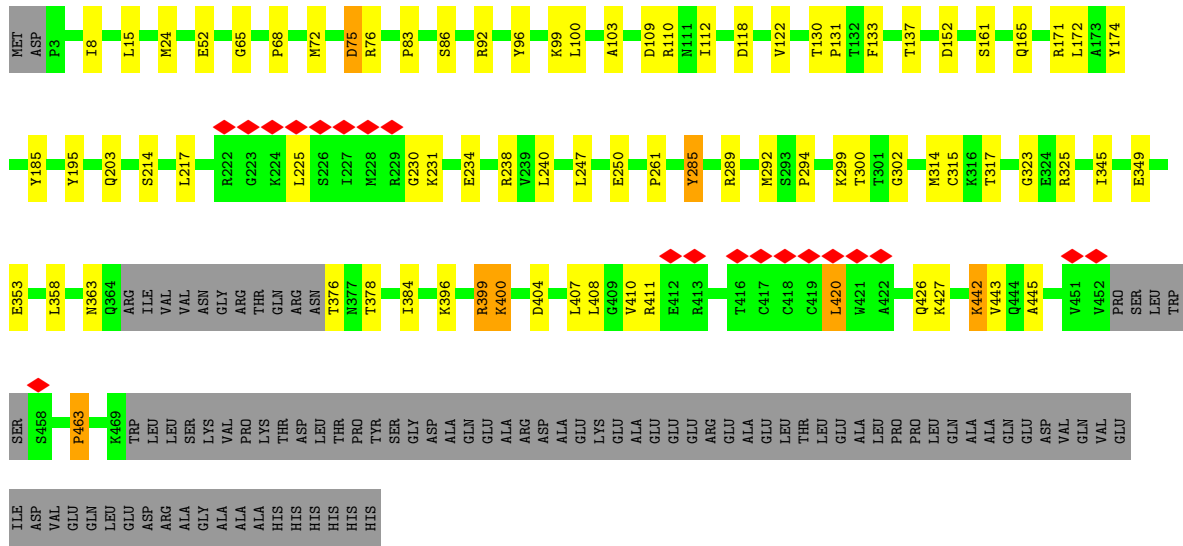 MET ASP P3 I8 L15 M24 E52 G65 P68 M72 D75 R76 P83 S86 R92 Y96 K99 L100 A103 D109 R110 N111 I112 D118 V122 T130 P131 T132 F133 T137 D152 S161 Q165 R171 L172 A173 Y174
Y185 Y195 Q203 S214 L217 R222 G223 K224 L225 S226 I227 M228 R229 G230 K231 E234 R238 V239 L240 L247 E250 P261 Y285 R289 M292 S293 P294 K299 T300 T301 G302 M314 C315 K316 T317 G323 E324 R325 I345 E349
E353 L358 N363 Q364 ARG ILE VAL VAL ASN GLY ARG THR GLN ARG ASN T376 N377 T378 I384 K396 R399 K400 D404 L407 L408 G409 V410 R411 E412 R413 T416 C417 C418 C419 L420 W421 A422 Q426 K427 K442 V443 Q444 A445 V451 V452 PRO SER LEU TRP
SER S458 P463 K469 TRP LEU LEU SER LYS VAL PRO LYS THR ASP LEU THR PRO TYR SER GLY ASP ALA GLN GLU ALA ARG ASP ALA GLU LYS GLU ALA GLU GLU ARG GLU ALA GLU LEU THR LEU GLU ALA LEU PRO PRO LEU GLN ALA ALA GLN GLU ASP VAL GLN VAL GLU
ILE ASP VAL GLU GLN LEU GLU ASP ARG ALA GLY ALA ALA ALA HIS HIS HIS HIS HIS HIS